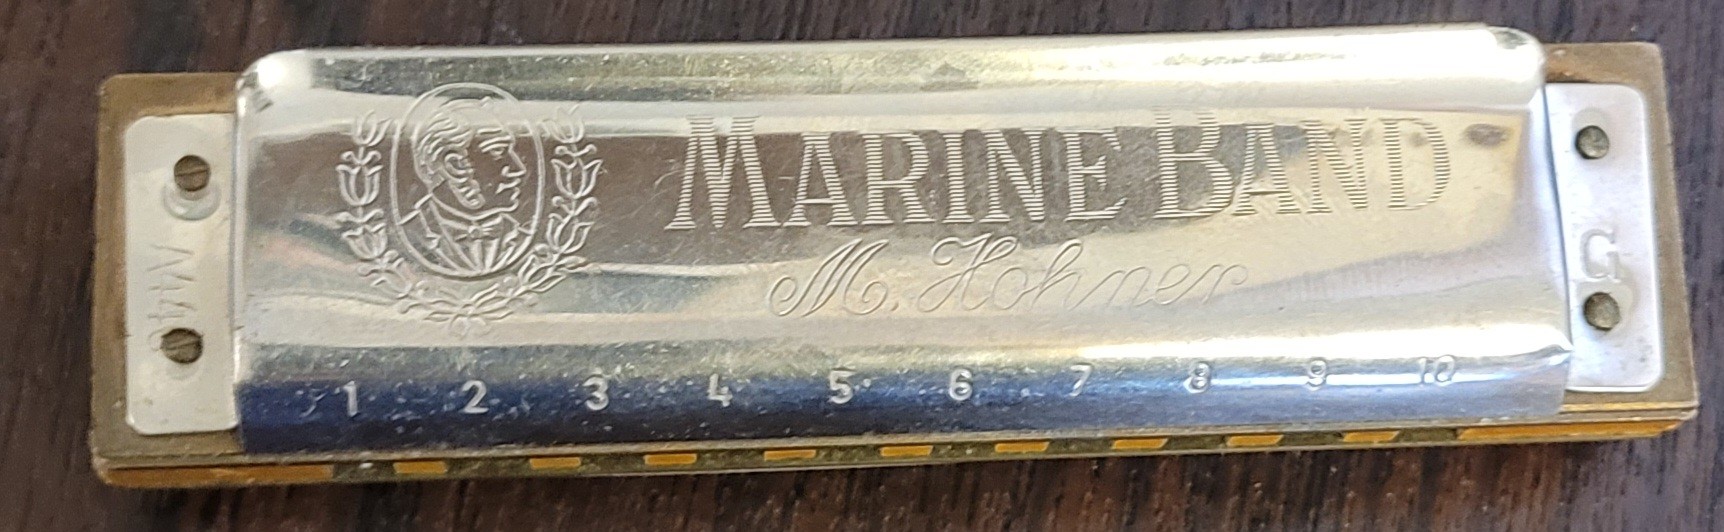 MARINE BAND
M. Hohner
G
1 2 3 4 5 6 7 8 9 10